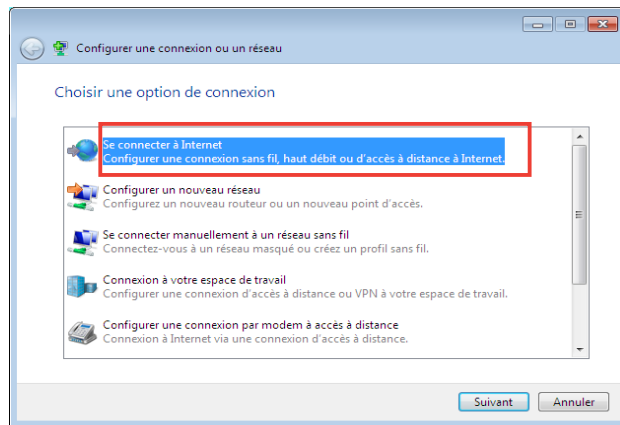 Configurer une connexion ou un réseau
Choisir une option de connexion
Se connecter à Internet
Configurer une connexion sans fil, haut débit ou d'accès à distance à Internet.
Configurer un nouveau réseau
Configurez un nouveau routeur ou un nouveau point d'accès.
Se connecter manuellement à un réseau sans fil
Connectez-vous à un réseau masqué ou créez un profil sans fil.
Connexion à votre espace de travail
Configurer une connexion d'accès à distance ou VPN à votre espace de travail.
Configurer une connexion par modem à accès à distance
Connexion à Internet via une connexion d'accès à distance.
Suivant Annuler